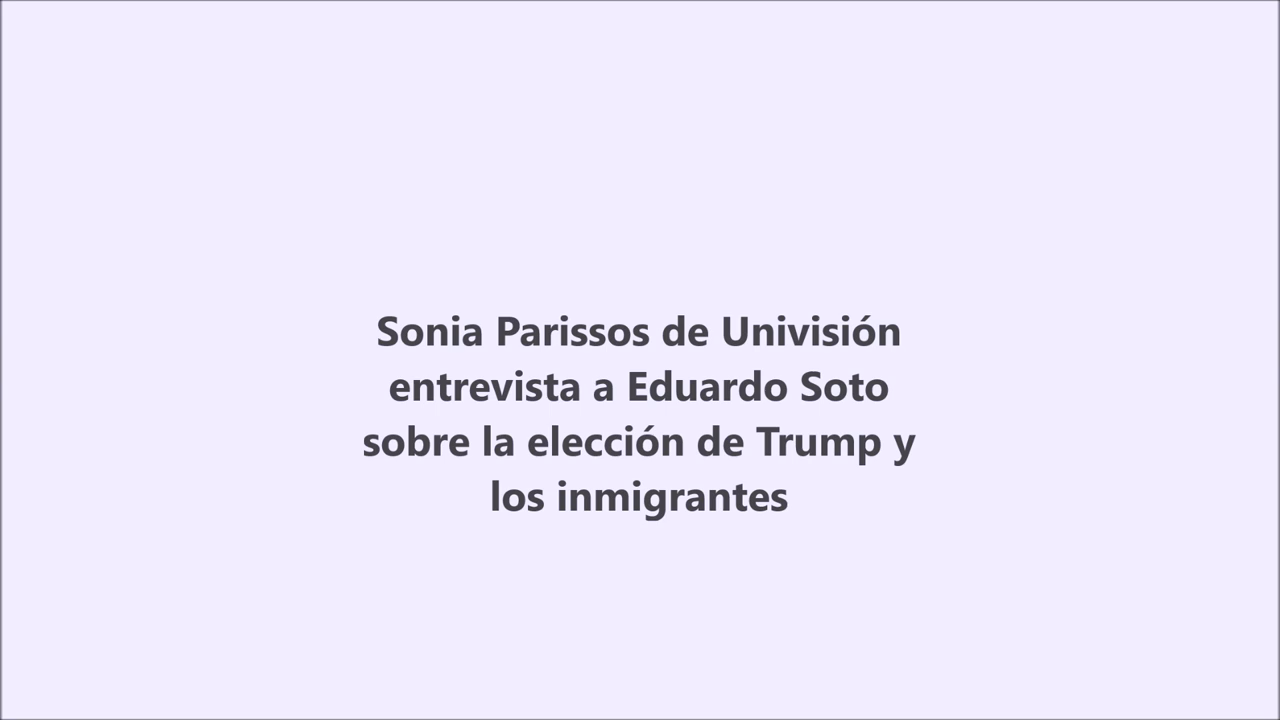 Sonia Parissos de Univisión
entrevista a Eduardo Soto
sobre la elección de Trump y
los inmigrantes